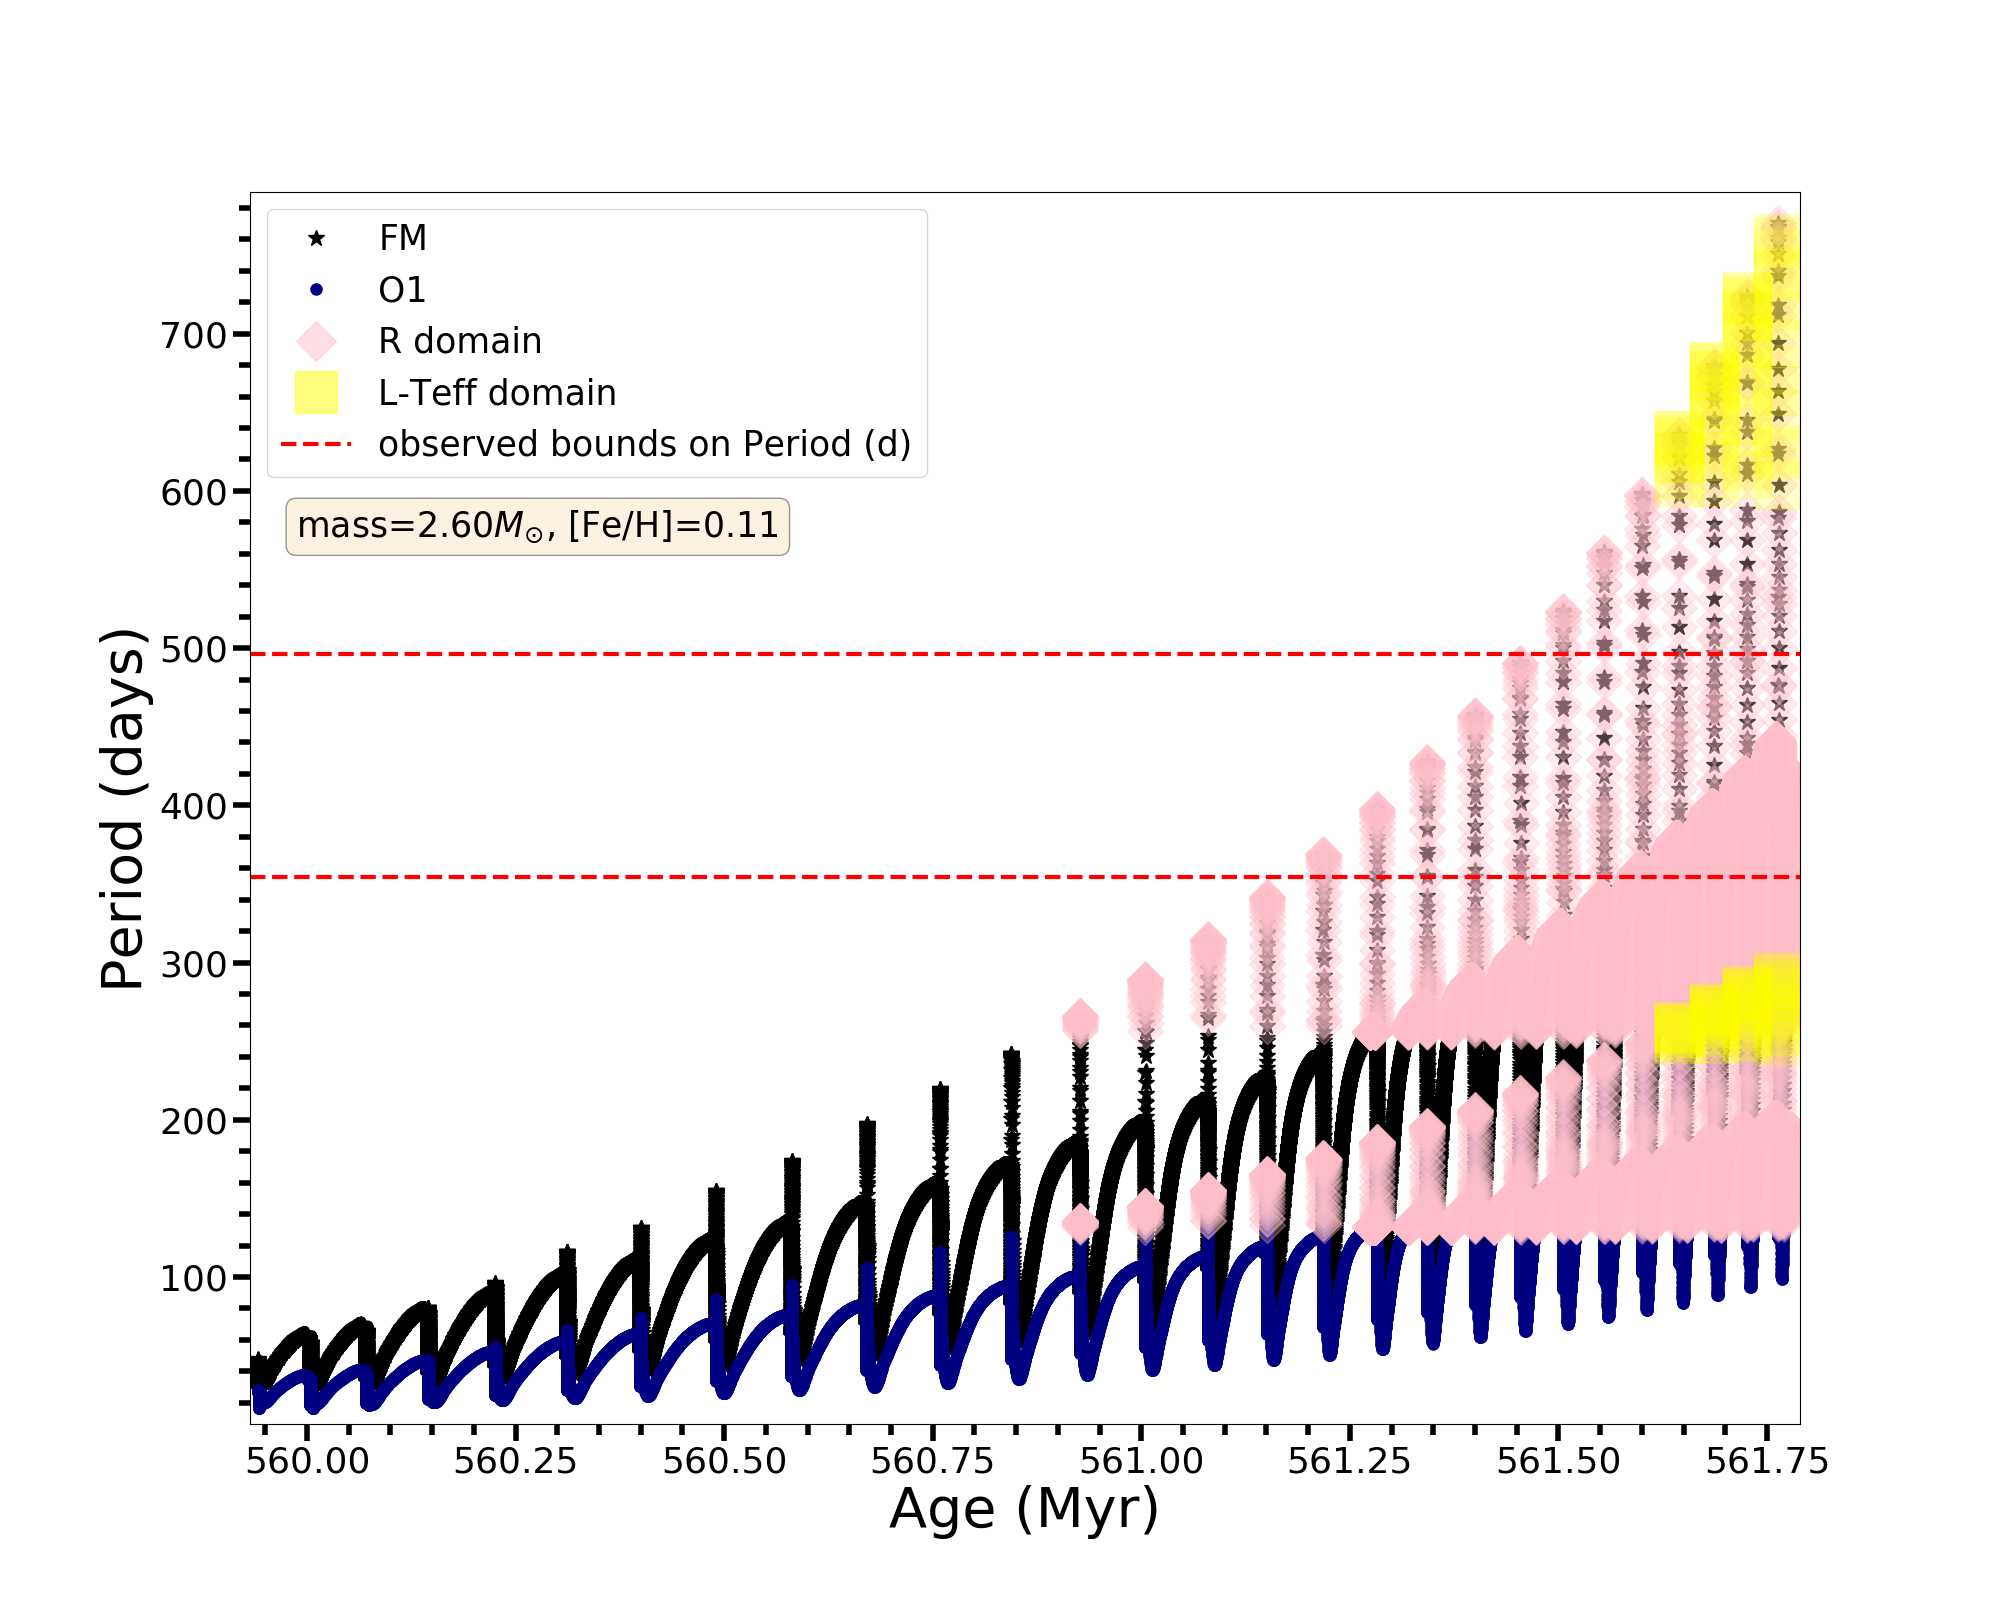 FM
O1
R domain
L-Teff domain
observed bounds on Period (d)
mass=2.60M⊙, [Fe/H]=0.11
Period (days)
700
600
500
400
300
200
100
560.00 560.25 560.50 560.75 561.00 561.25 561.50 561.75
Age (Myr)